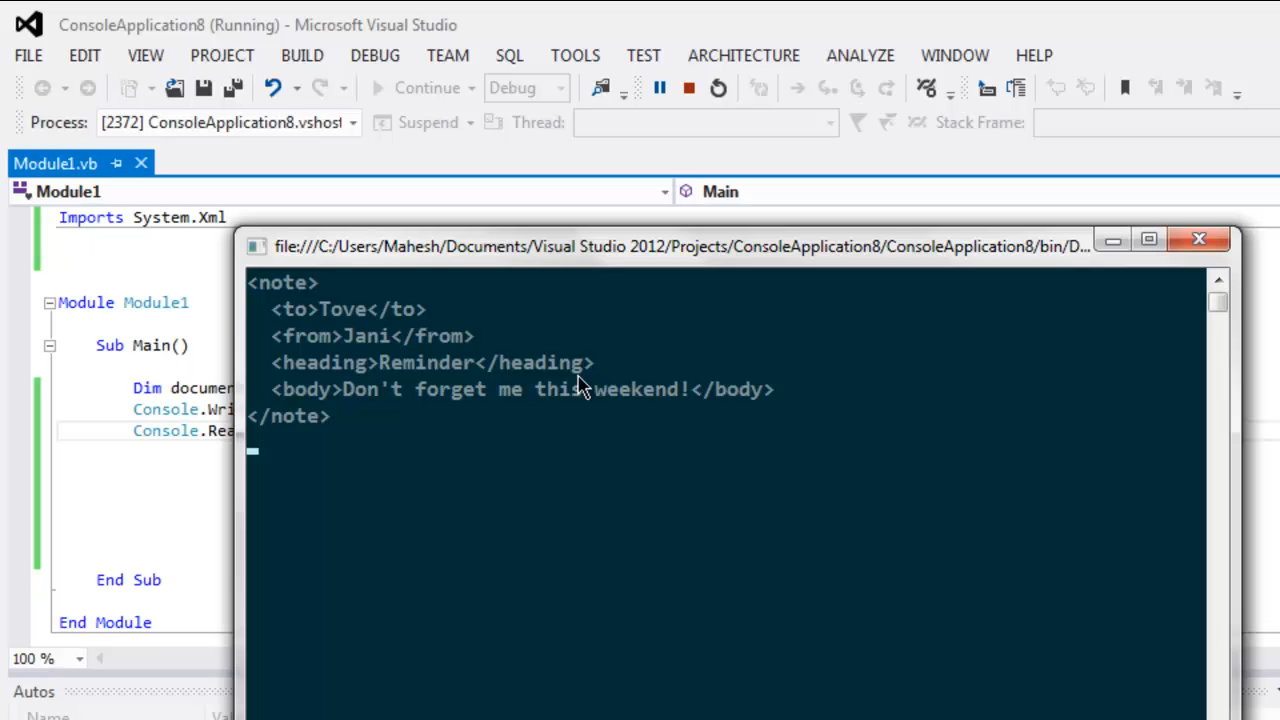 ConsoleApplication8 (Running) - Microsoft Visual Studio
FILE EDIT VIEW PROJECT BUILD DEBUG TEAM SQL TOOLS TEST ARCHITECTURE ANALYZE WINDOW HELP
Continue Debug
Process: [2372] ConsoleApplication8.vshost Suspend Thread: Stack Frame:
Module1.vb
Module1 Main
Imports System.Xml
file:///C:/Users/Mahesh/Documents/Visual Studio 2012/Projects/ConsoleApplication8/ConsoleApplication8/bin/D...
<note>
  <to>Tove</to>
  <from>Jani</from>
  <heading>Reminder</heading>
  <body>Don't forget me this weekend!</body>
</note>
Module Module1
Sub Main()
Dim documen
Console.Wri
Console.Rea
End Sub
End Module
100 %
Autos
Name